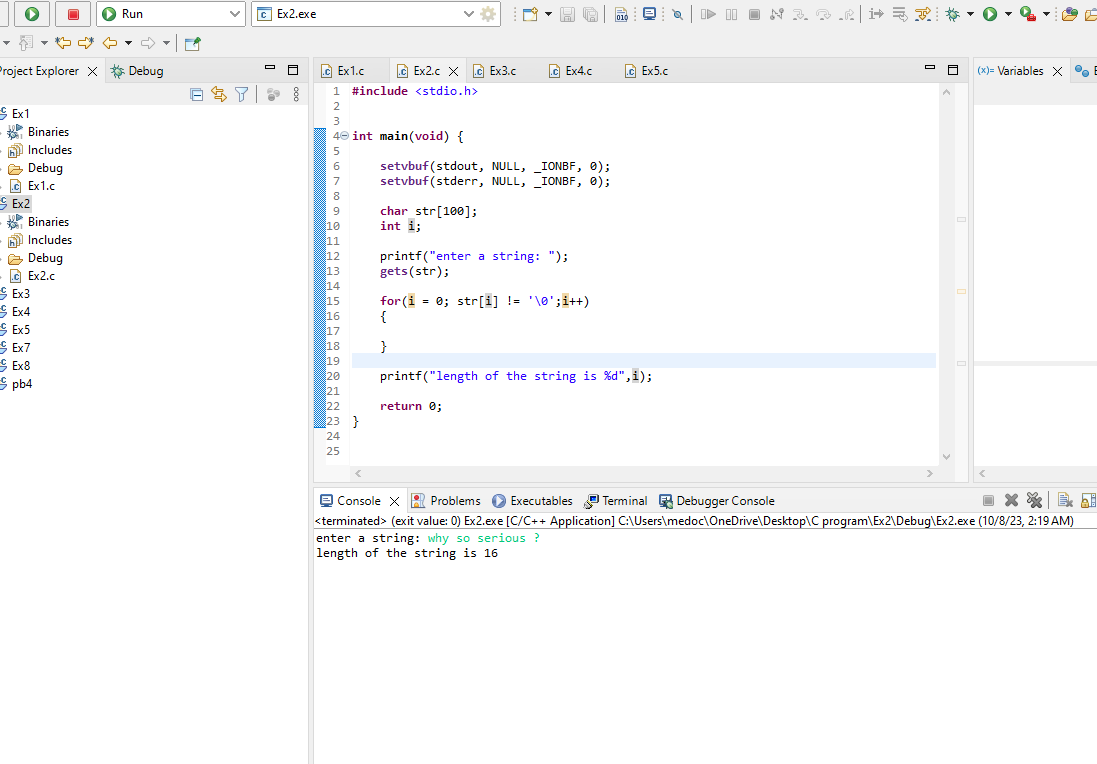 Run
Ex2.exe
Project Explorer
Debug
Ex1
Binaries
Includes
Debug
Ex1.c
Ex2
Binaries
Includes
Debug
Ex2.c
Ex3
Ex4
Ex5
Ex7
Ex8
pb4
Ex1.c Ex2.c Ex3.c Ex4.c Ex5.c
1 #include <stdio.h>
2
3
4 int main(void) {
5
6 setvbuf(stdout, NULL, _IONBF, 0);
7 setvbuf(stderr, NULL, _IONBF, 0);
8
9 char str[100];
10 int i;
11
12 printf("enter a string: ");
13 gets(str);
14
15 for(i = 0; str[i] != '\0';i++)
16 {
17
18 }
19
20 printf("length of the string is %d",i);
21
22 return 0;
23 }
24
25
(x)= Variables
Console Problems Executables Terminal Debugger Console
<terminated> (exit value: 0) Ex2.exe [C/C++ Application] C:\Users\medoc\OneDrive\Desktop\C program\Ex2\Debug\Ex2.exe (10/8/23, 2:19 AM)
enter a string: why so serious ?
length of the string is 16